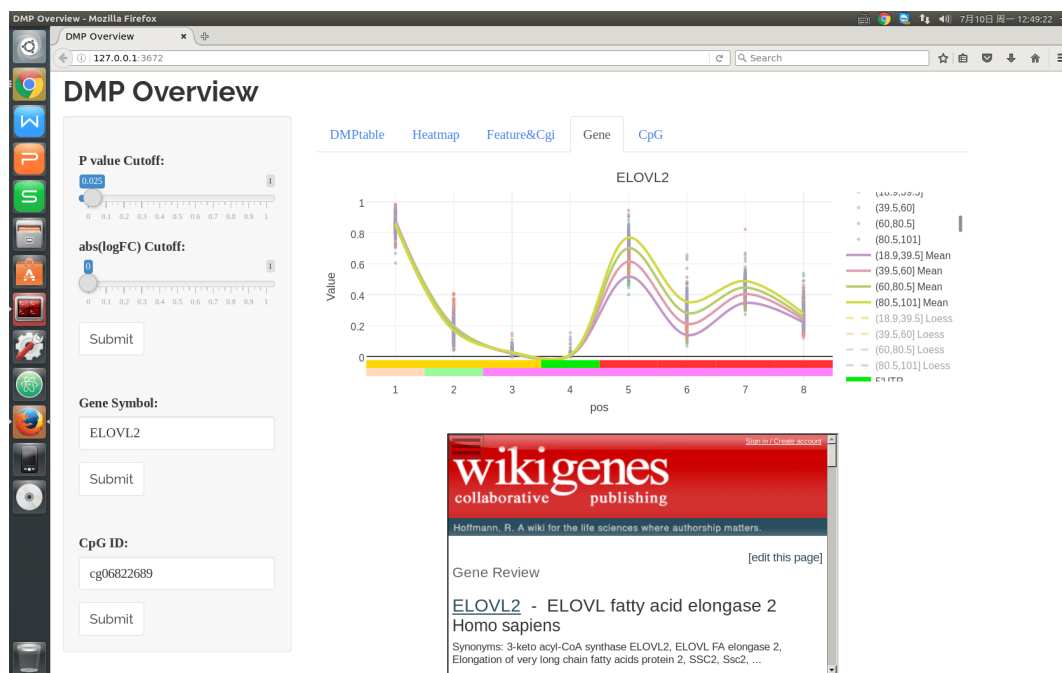 DMP Overview - Mozilla Firefox
7月10日 周一 12:49:22
DMP Overview
127.0.0.1:3672
Search
DMP Overview
P value Cutoff:
0.025
1
0 0.1 0.2 0.3 0.4 0.5 0.6 0.7 0.8 0.9 1
abs(logFC) Cutoff:
0
1
0 0.1 0.2 0.3 0.4 0.5 0.6 0.7 0.8 0.9 1
Submit
Gene Symbol:
ELOVL2
Submit
CpG ID:
cg06822689
Submit
DMPtable Heatmap Feature&Cgi Gene CpG
ELOVL2
Value
1
0.8
0.6
0.4
0.2
0
1 2 3 4 5 6 7 8
pos
(18.9,39.5]
(39.5,60]
(60,80.5]
(80.5,101]
(18.9,39.5] Mean
(39.5,60] Mean
(60,80.5] Mean
(80.5,101] Mean
(18.9,39.5] Loess
(39.5,60] Loess
(60,80.5] Loess
(80.5,101] Loess
5'UTR
Sign in / Create account
wikigenes
collaborative publishing
Hoffmann, R. A wiki for the life sciences where authorship matters.
[edit this page]
Gene Review
ELOVL2 - ELOVL fatty acid elongase 2
Homo sapiens
Synonyms: 3-keto acyl-CoA synthase ELOVL2, ELOVL FA elongase 2,
Elongation of very long chain fatty acids protein 2, SSC2, Ssc2, ...